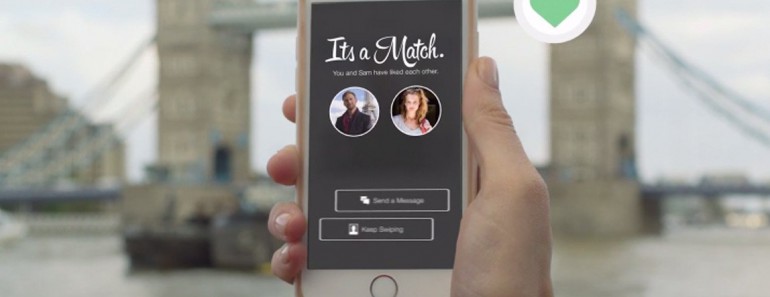 It's a Match.
You and Sam have liked each other.
Send a Message
Keep Swiping